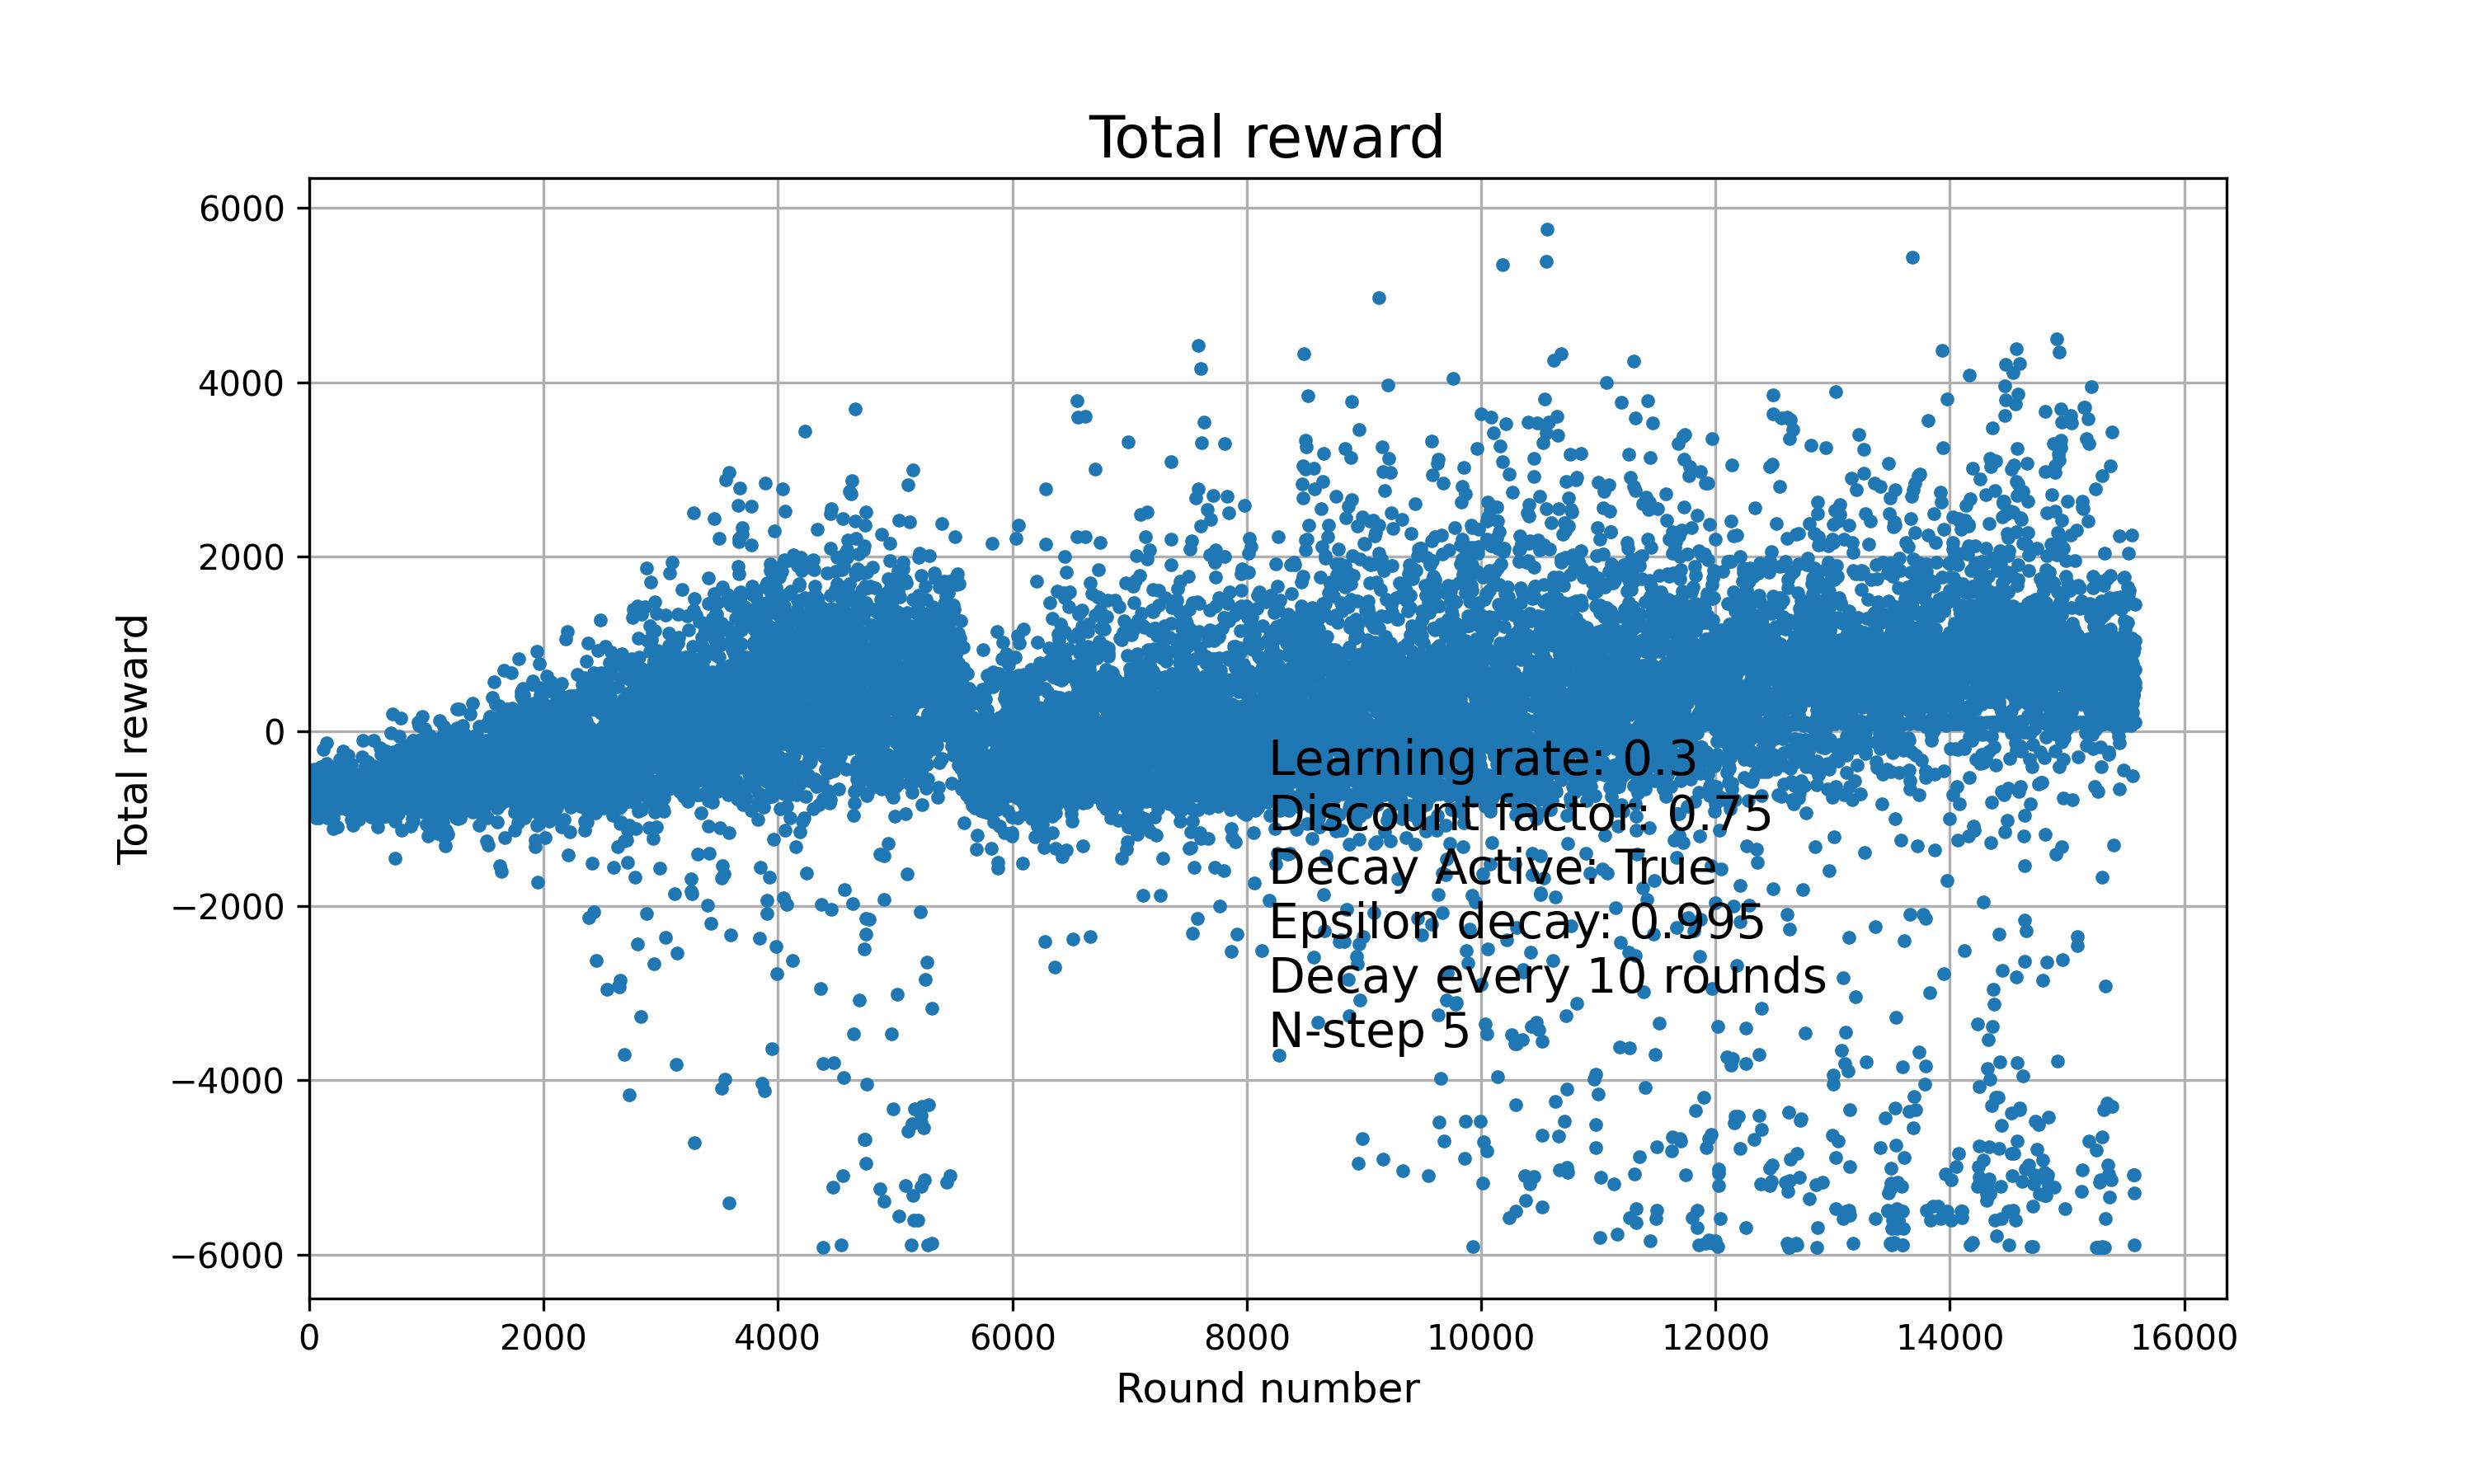 Total reward
6000
4000
2000
0
−2000
−4000
−6000
Total reward
Learning rate: 0.3
Discount factor: 0.75
Decay Active: True
Epsilon decay: 0.995
Decay every 10 rounds
N-step 5
0 2000 4000 6000 8000 10000 12000 14000 16000
Round number